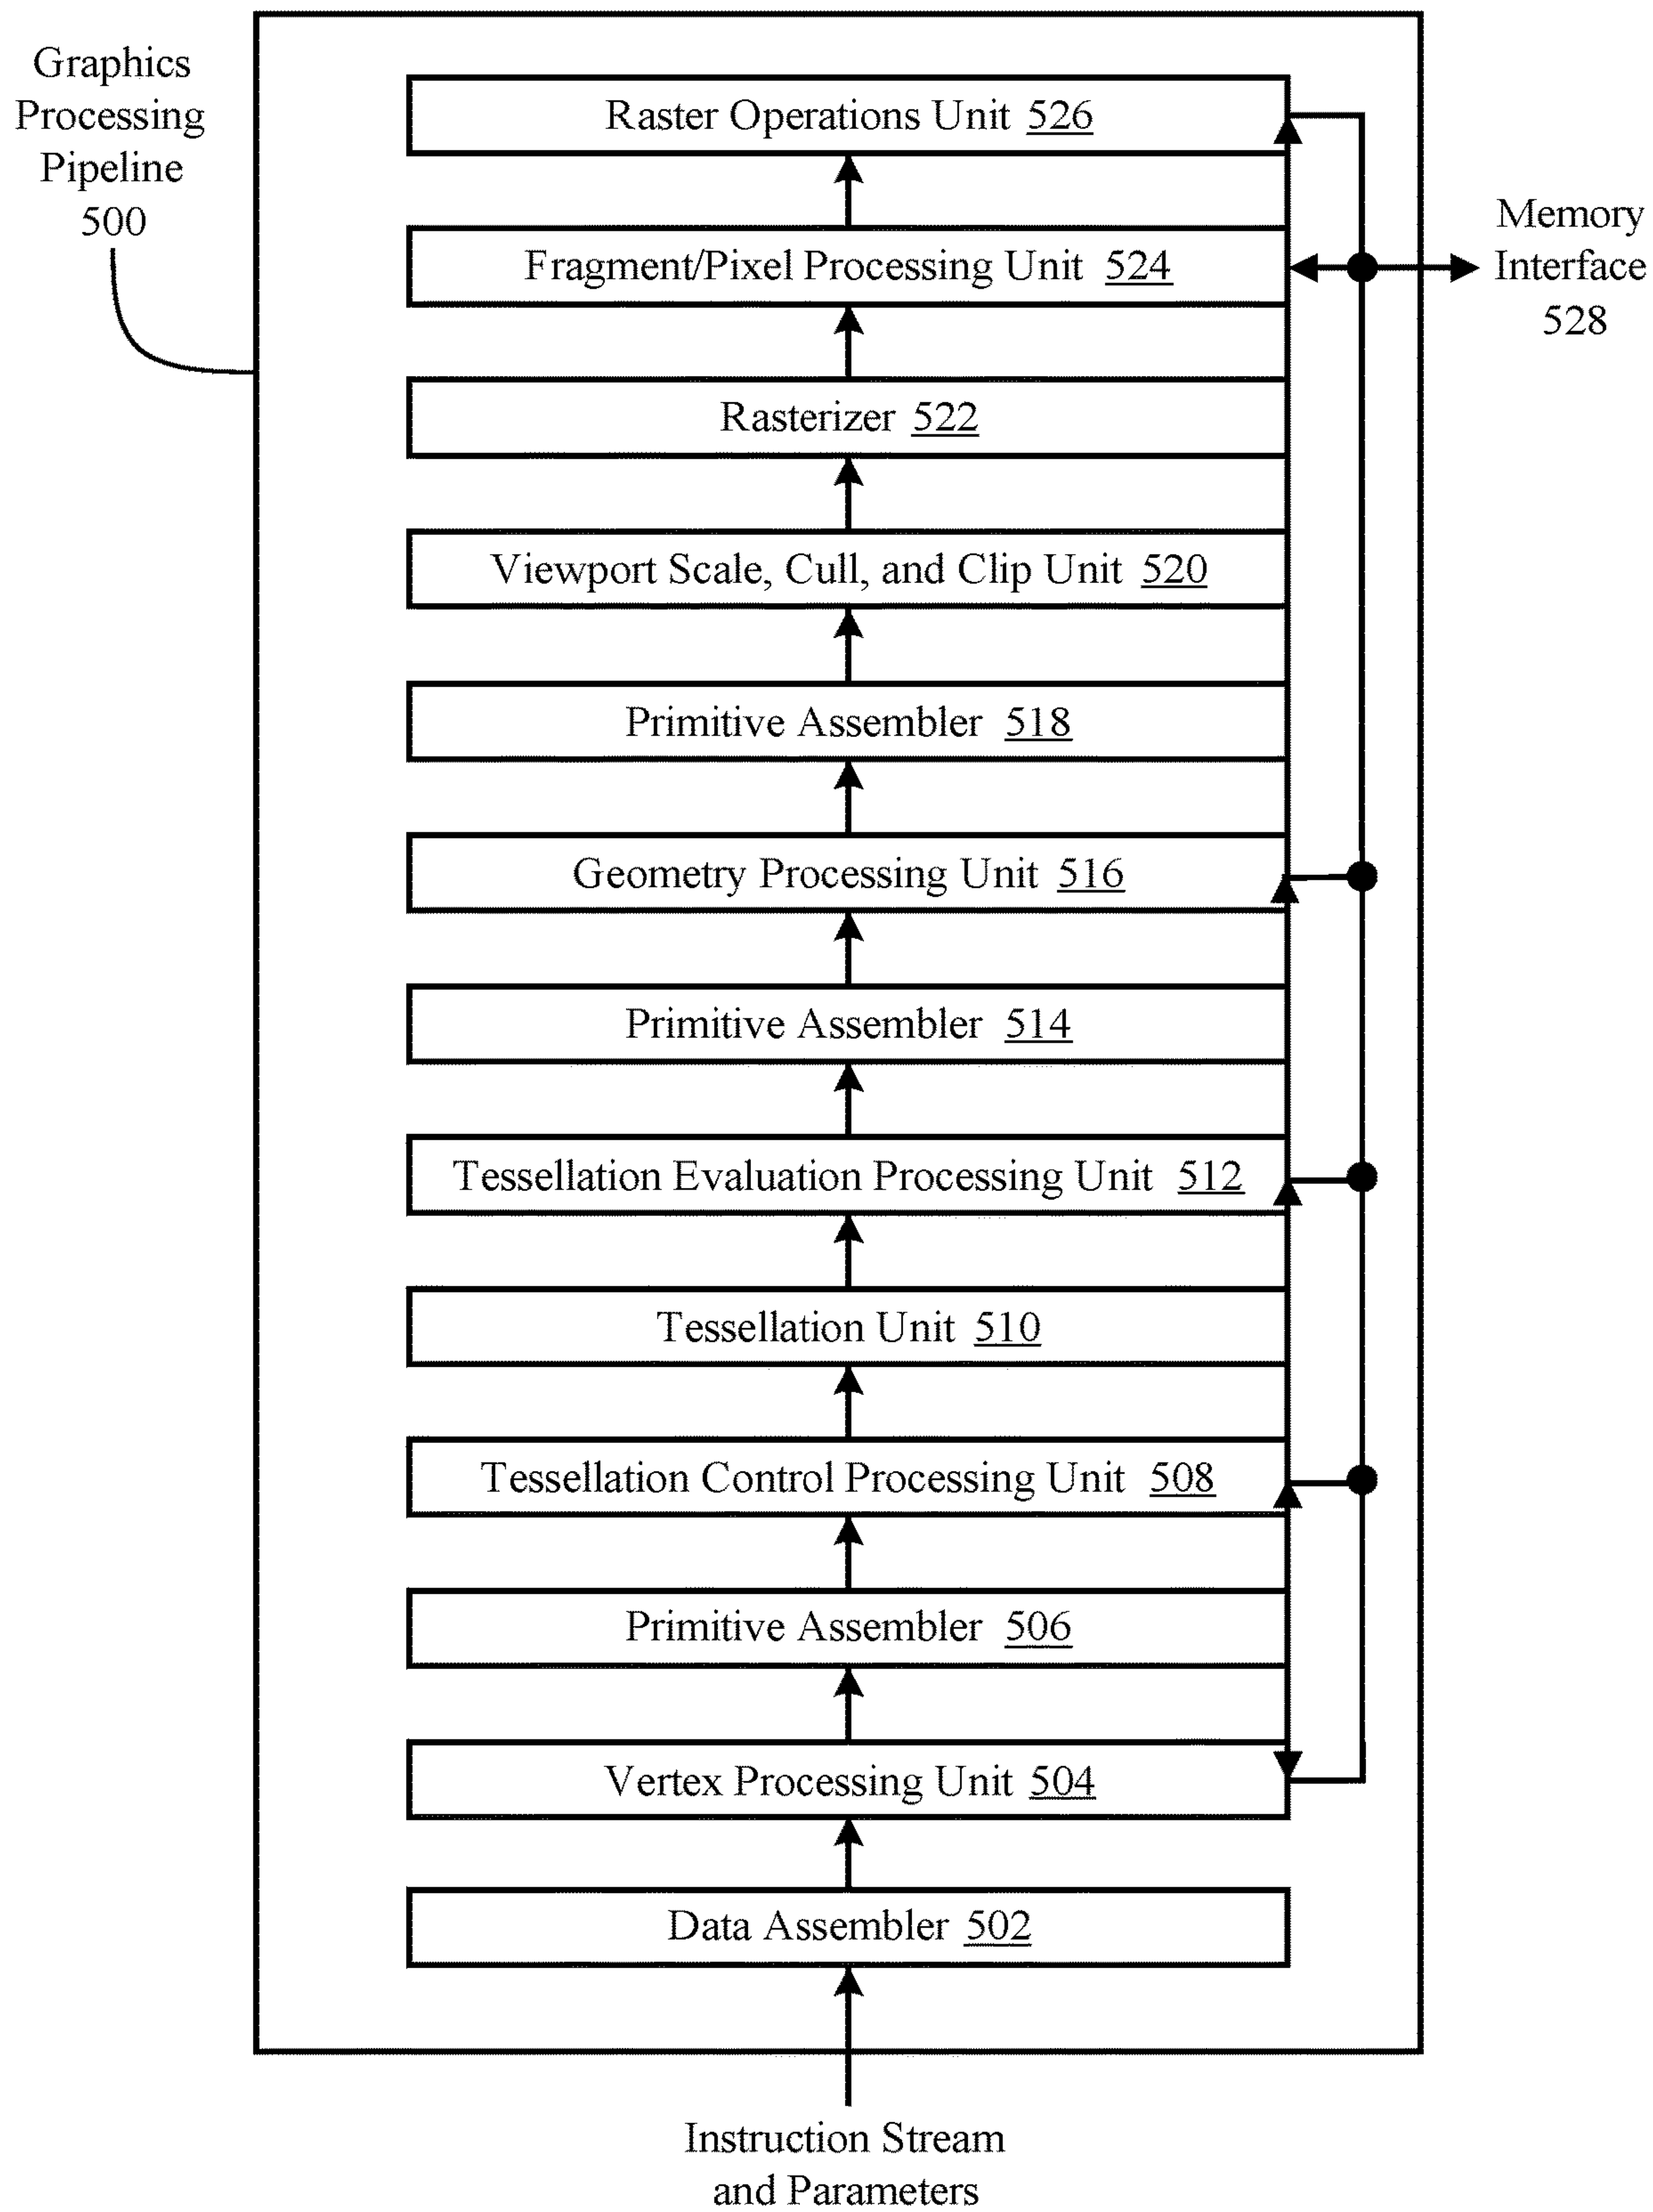 Graphics
Processing
Pipeline
500
Raster Operations Unit 526
Fragment/Pixel Processing Unit 524
Memory
Interface
528
Rasterizer 522
Viewport Scale, Cull, and Clip Unit 520
Primitive Assembler 518
Geometry Processing Unit 516
Primitive Assembler 514
Tessellation Evaluation Processing Unit 512
Tessellation Unit 510
Tessellation Control Processing Unit 508
Primitive Assembler 506
Vertex Processing Unit 504
Data Assembler 502
Instruction Stream
and Parameters